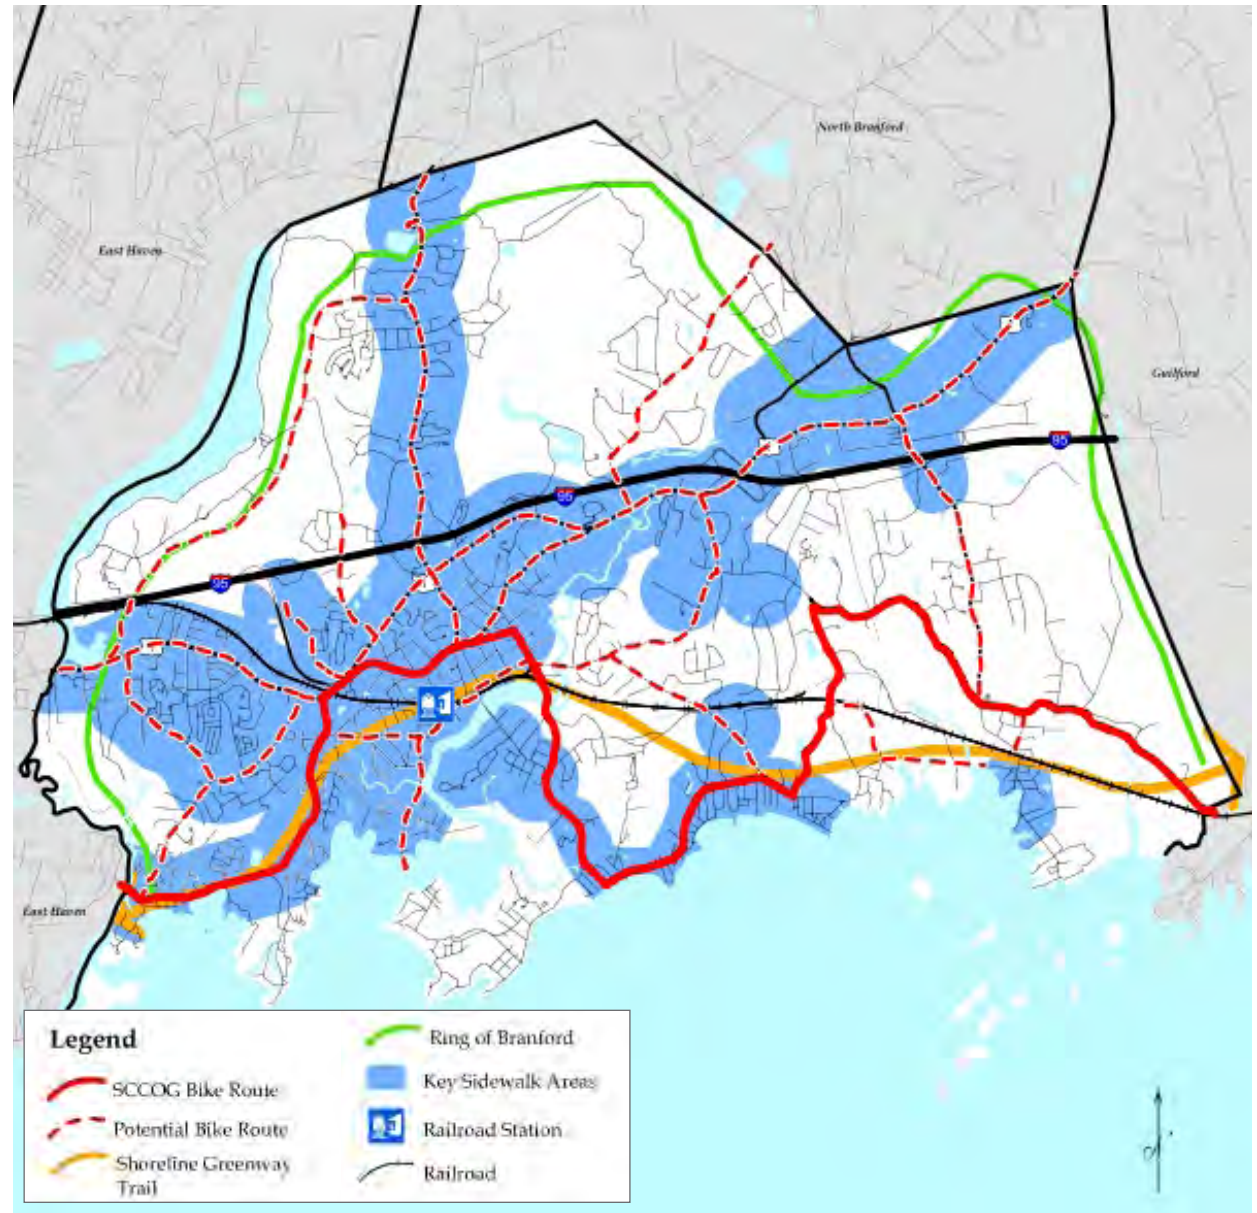 North Branford
East Haven
Guilford
95
95
95
East Haven
Legend
SCCOG Bike Route
Potential Bike Route
Shoreline Greenway
Trail
Ring of Branford
Key Sidewalk Areas
Railroad Station
Railroad